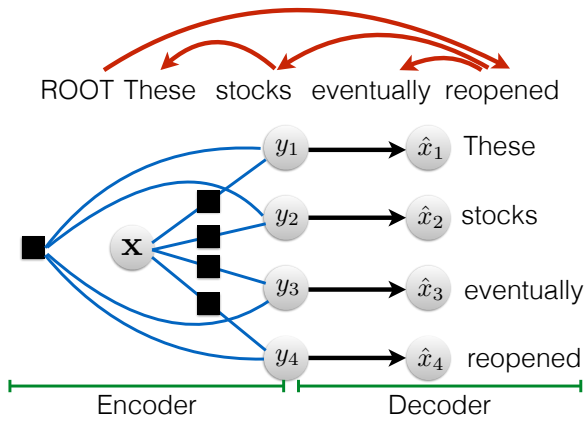 ROOT These stocks eventually reopened
y₁ x̂₁ These
y₂ x̂₂ stocks
x
y₃ x̂₃ eventually
y₄ x̂₄ reopened
Encoder Decoder